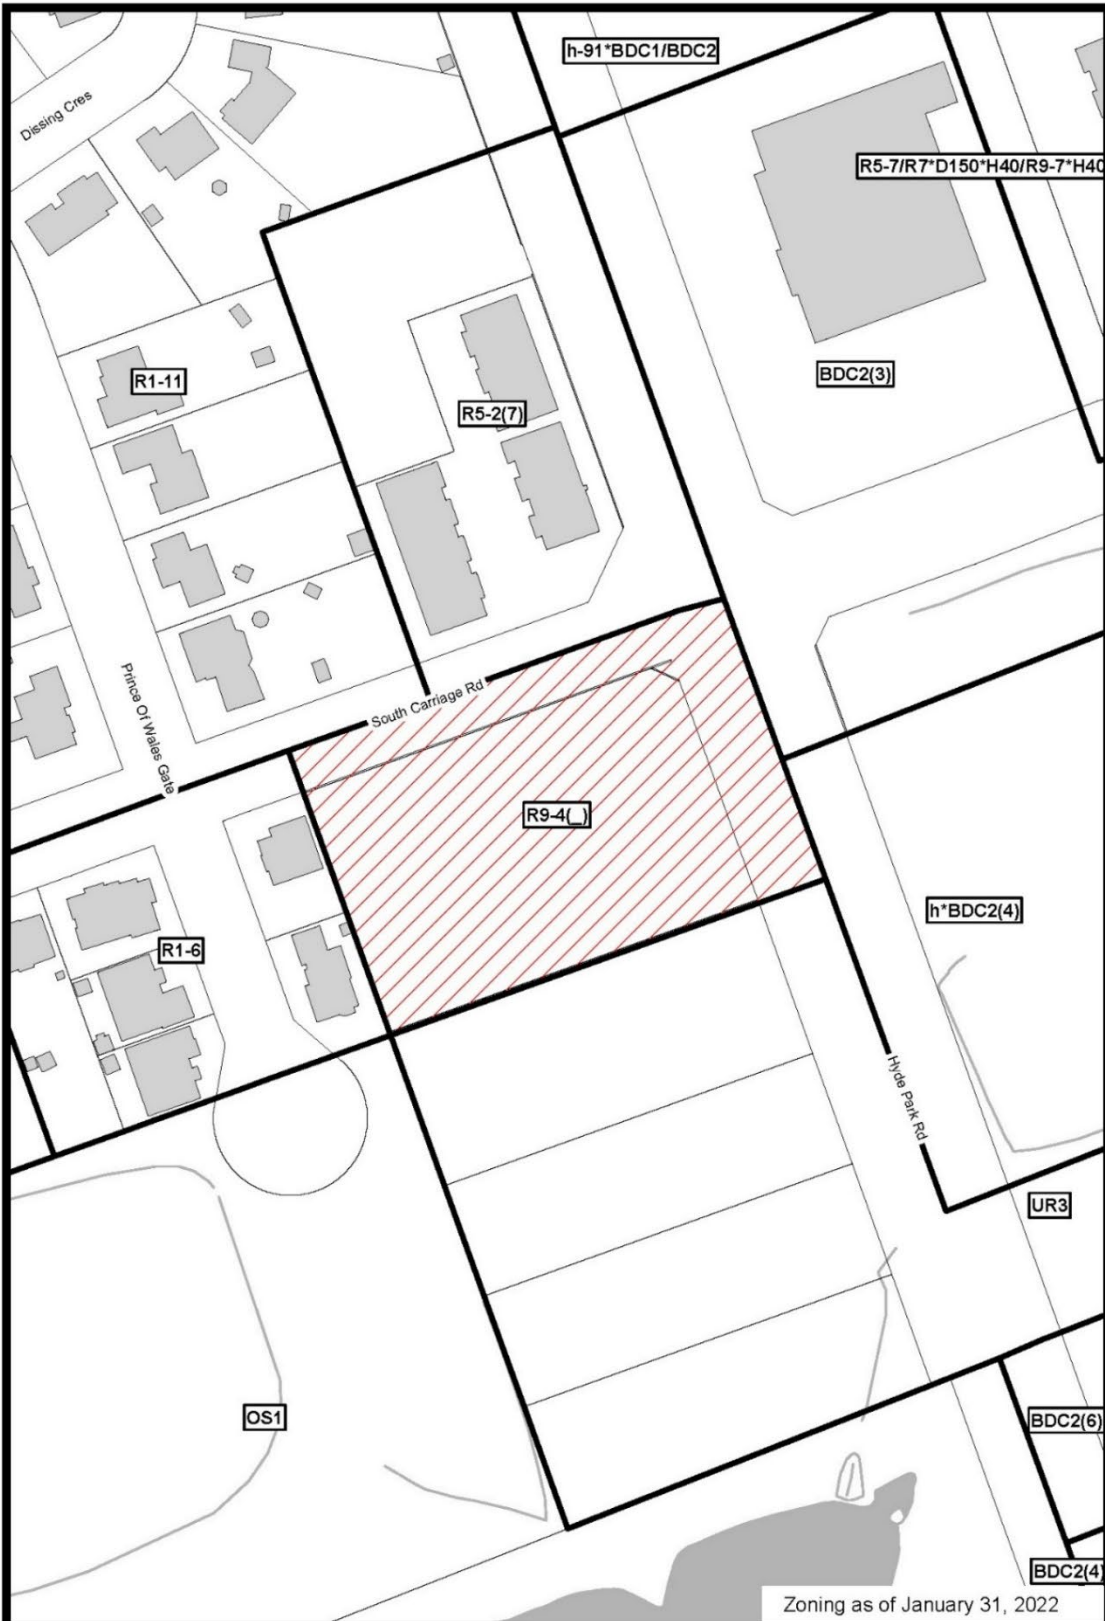 h-91*BDC1/BDC2
Dissing Cres
R5-7/R7*D150*H40/R9-7*H40
R1-11
BDC2(3)
R5-2(7)
Prince Of Wales Gate
South Carriage Rd
R9-4(_)
h*BDC2(4)
R1-6
Hyde Park Rd
UR3
OS1
BDC2(6)
BDC2(4)
Zoning as of January 31, 2022